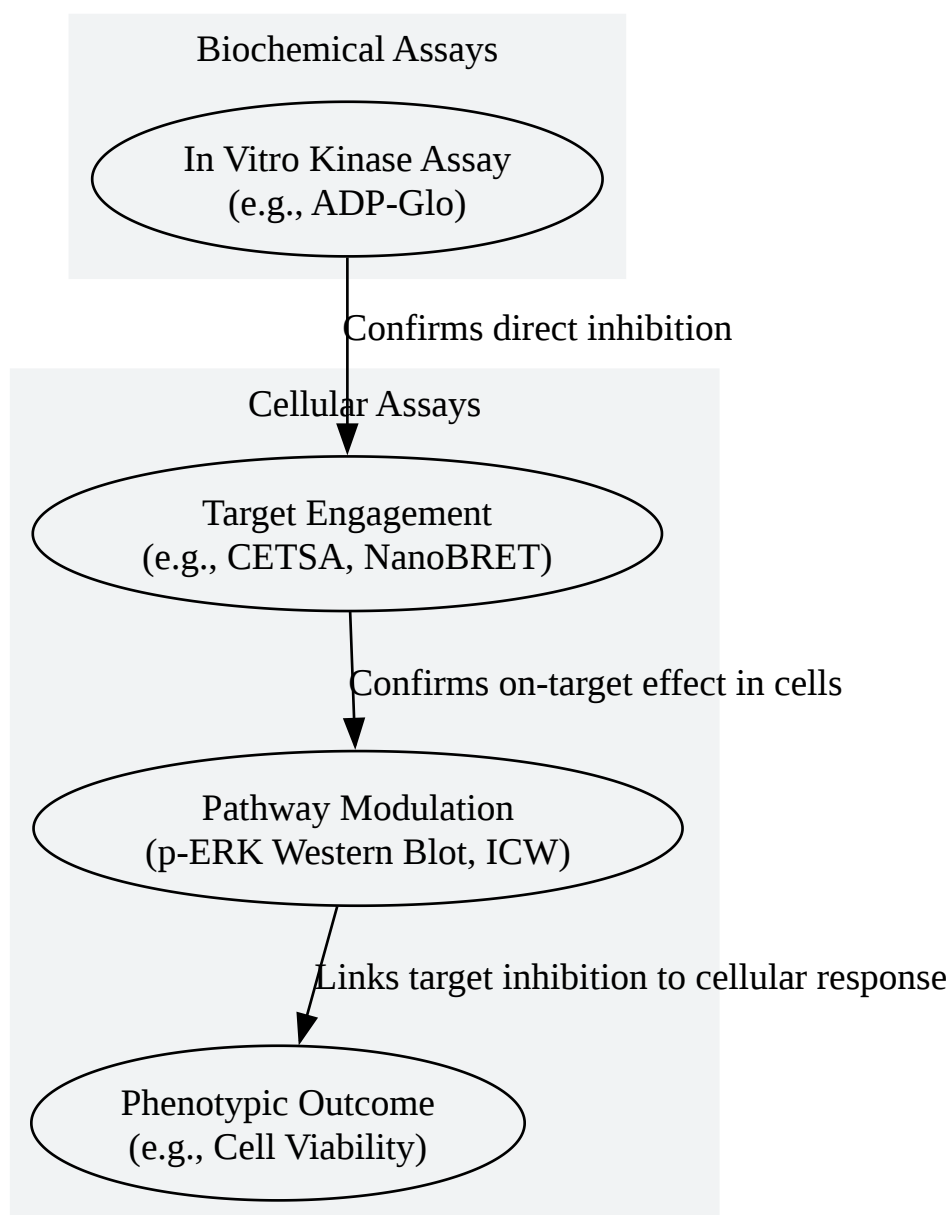 Biochemical Assays
In Vitro Kinase Assay
(e.g., ADP-Glo)
Confirms direct inhibition
Cellular Assays
Target Engagement
(e.g., CETSA, NanoBRET)
Confirms on-target effect in cells
Pathway Modulation
(p-ERK Western Blot, ICW)
Links target inhibition to cellular response
Phenotypic Outcome
(e.g., Cell Viability)